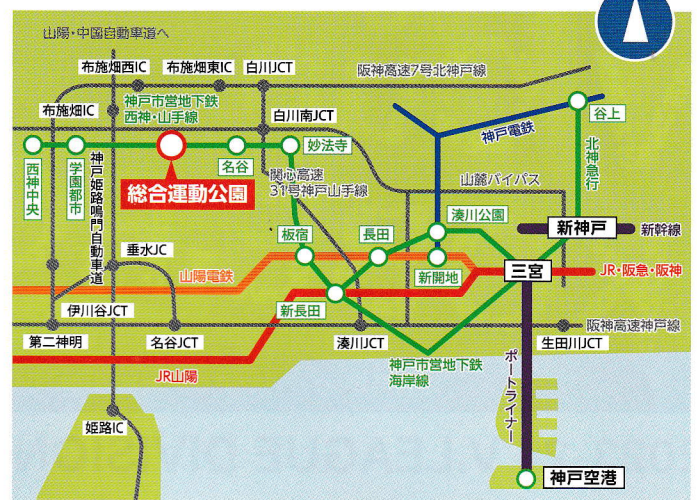 山陽・中国自動車道へ
布施畑西IC
布施畑東IC
白川JCT
阪神高速7号北神戸線
布施畑IC
神戸市営地下鉄
西神・山手線
白川南JCT
谷上
神戸電鉄
北神急行
西神中央
学園都市
名谷
妙法寺
総合運動公園
神戸姫路鳴門自動車道
関心高速
31号神戸山手線
山麓バイパス
湊川公園
新神戸
新幹線
垂水JC
板宿
長田
山陽電鉄
新開地
三宮
JR・阪急・阪神
伊川谷JCT
新長田
第二神明
名谷JCT
湊川JCT
生田川JCT
阪神高速神戸線
JR山陽
神戸市営地下鉄
海岸線
ポートライナー
姫路IC
神戸空港